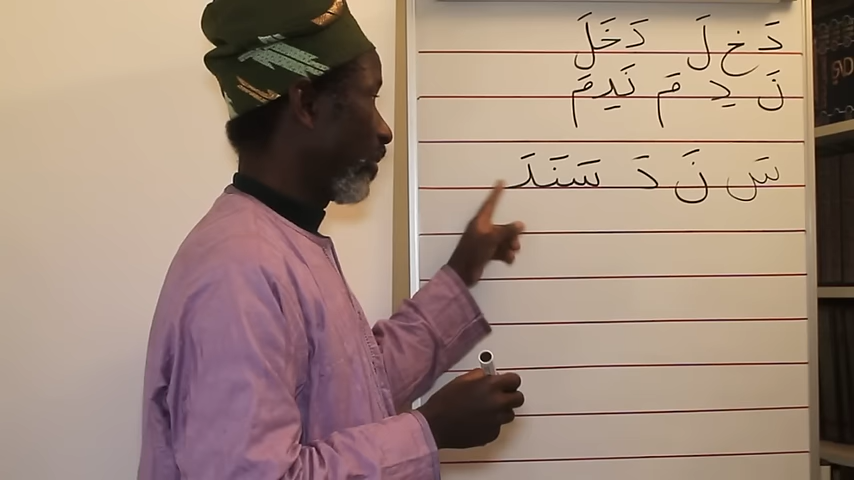 دَ خَ لَ دَخَلَ
نَ دِ مَ نَدِمَ
سَ نَ دَ سَنَدَ